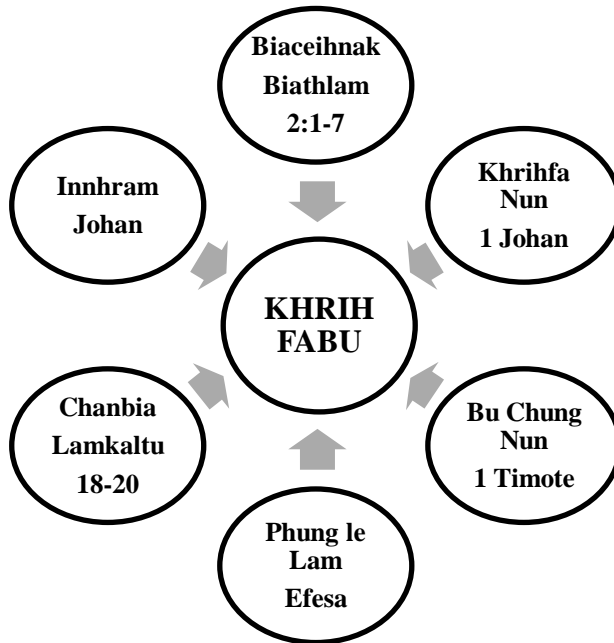 Biaceihnak
Biathlam
2:1-7
Khrihfa
Nun
1 Johan
Bu Chung
Nun
1 Timote
Phung le
Lam
Efesa
Chanbia
Lamkaltu
18-20
Innhram
Johan
KHRIH
FABU